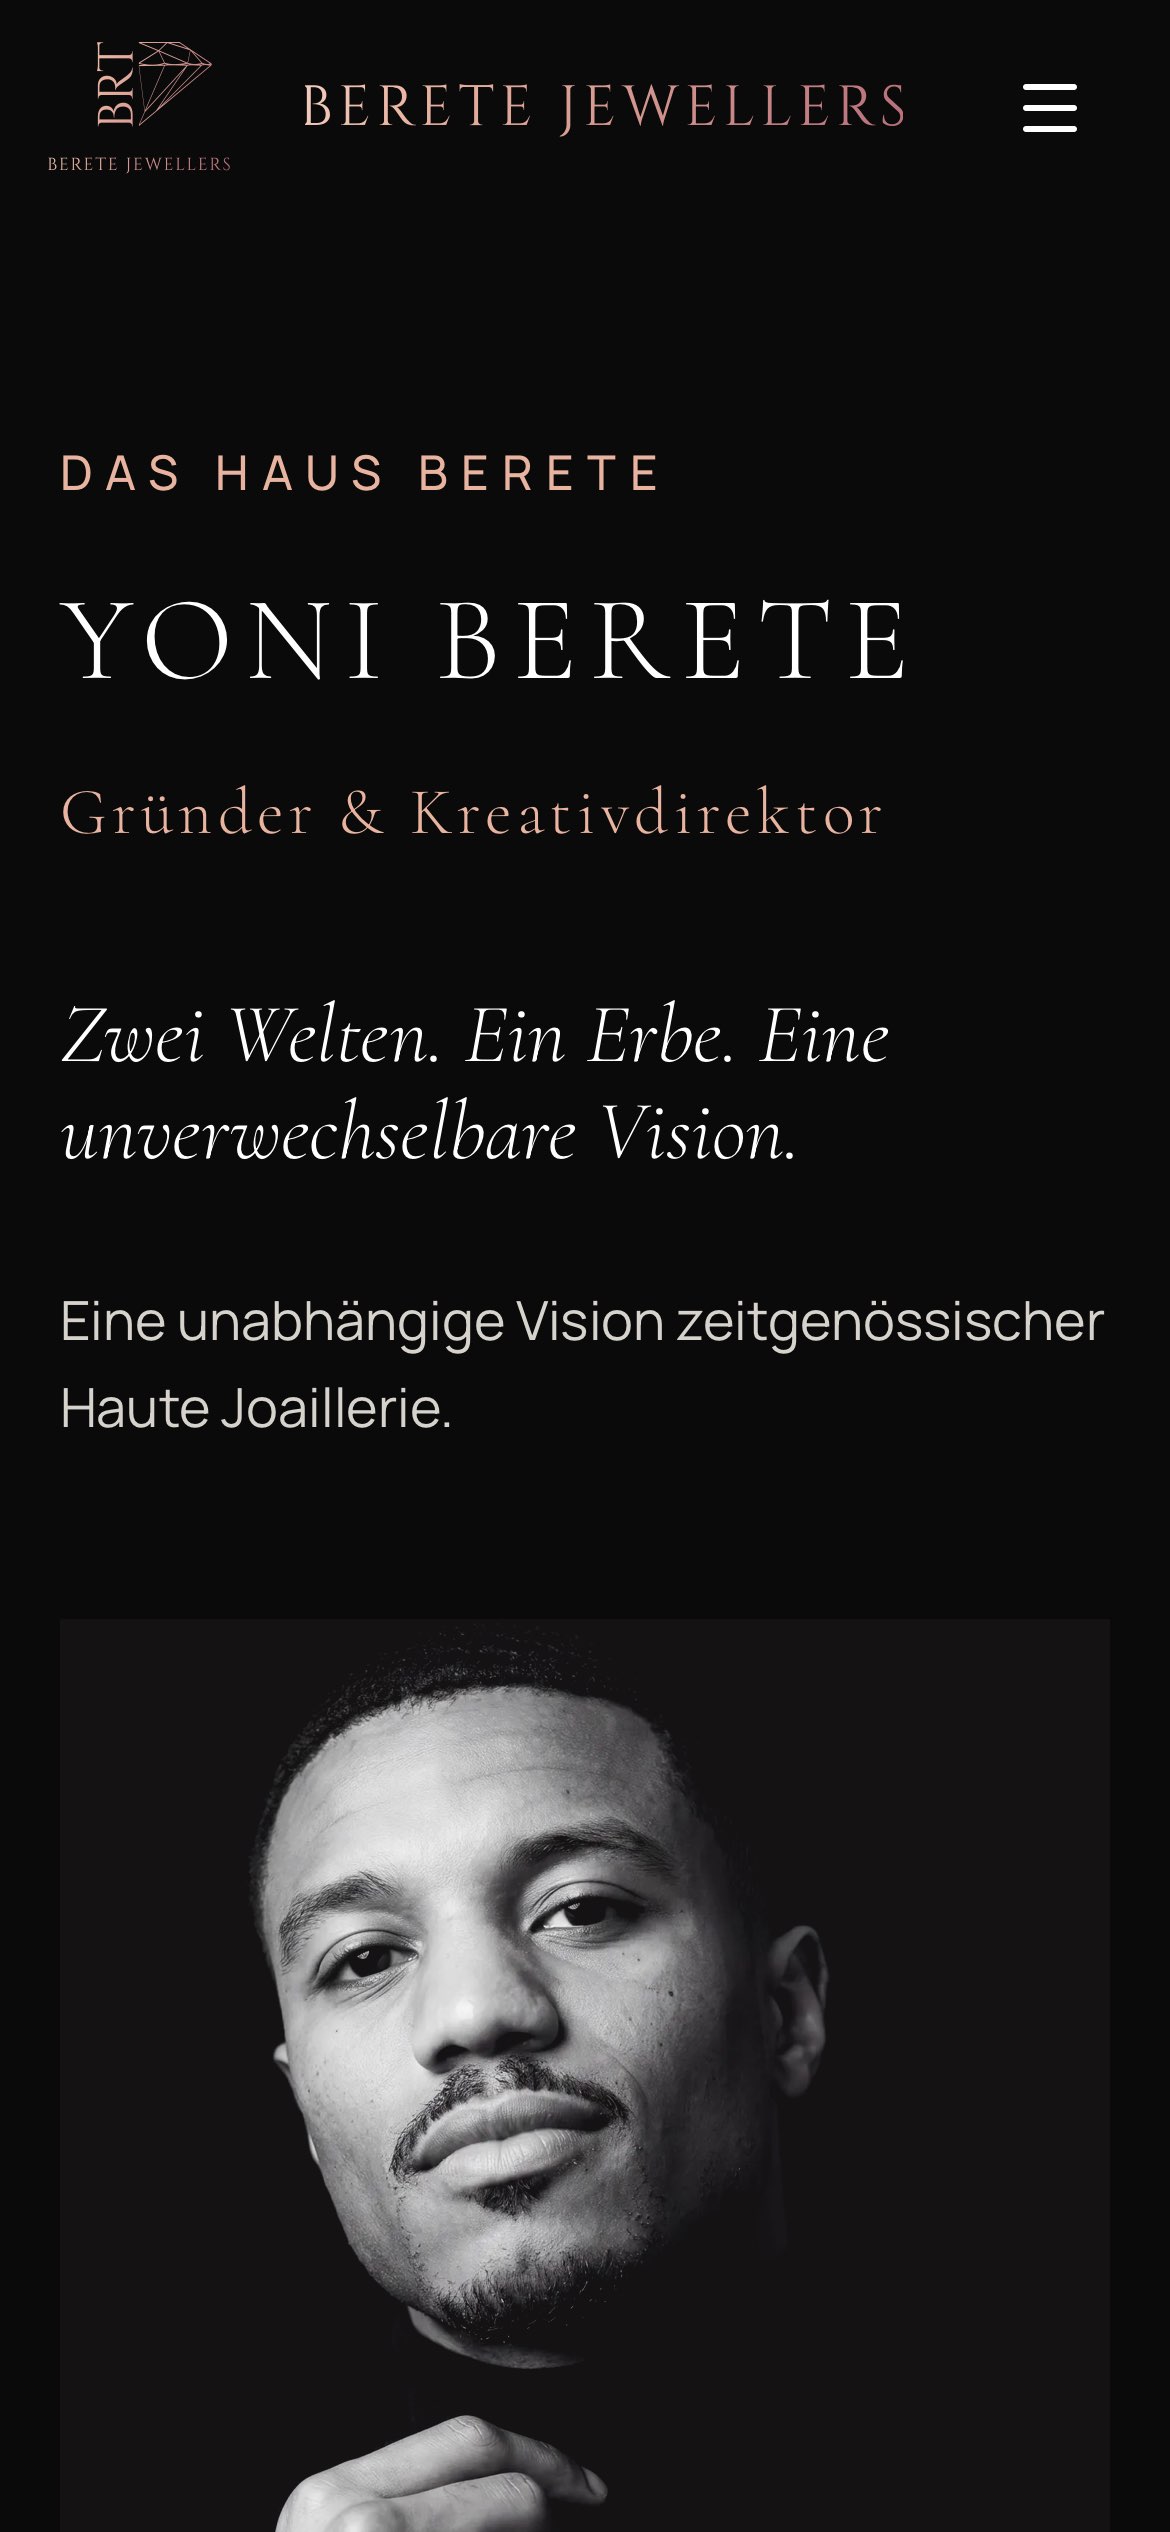 BRT
BERETE JEWELLERS
BERETE JEWELLERS
DAS HAUS BERETE
YONI BERETE
Gründer & Kreativdirektor
Zwei Welten. Ein Erbe. Eine
unverwechselbare Vision.
Eine unabhängige Vision zeitgenössischer
Haute Joaillerie.